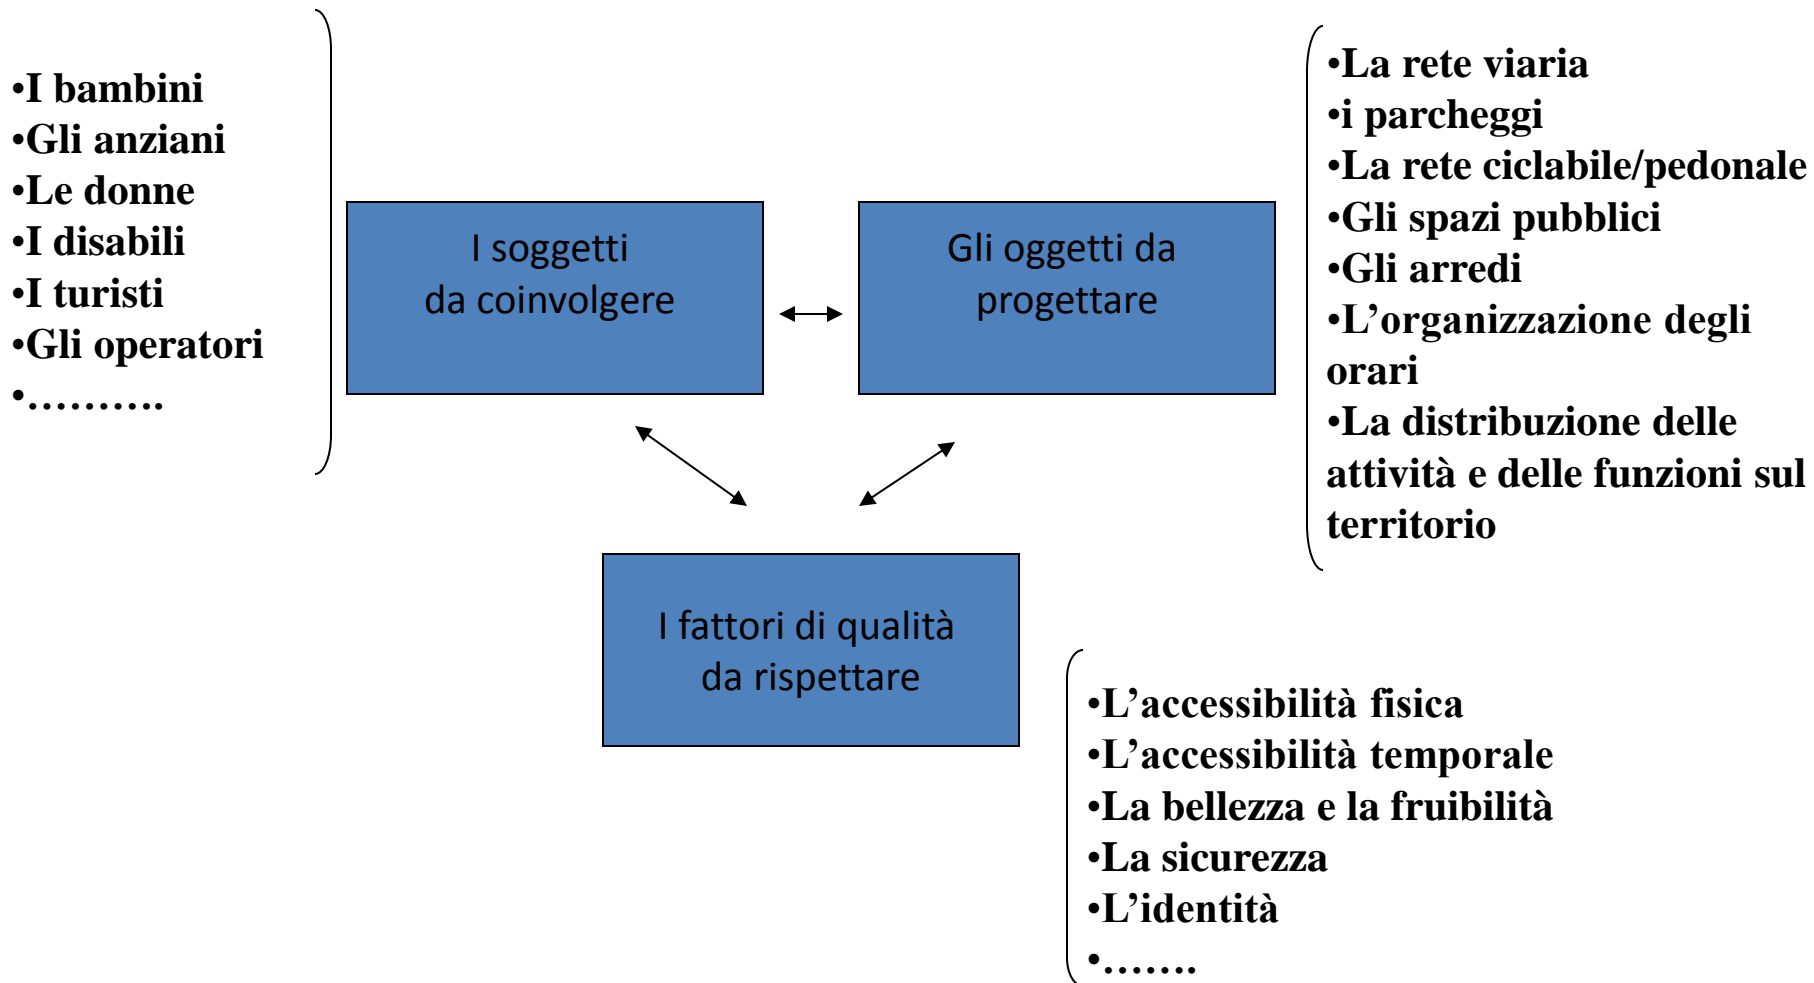 •I bambini
•Gli anziani
•Le donne
•I disabili
•I turisti
•Gli operatori
•……….
I soggetti
da coinvolgere
Gli oggetti da
progettare
•La rete viaria
•i parcheggi
•La rete ciclabile/pedonale
•Gli spazi pubblici
•Gli arredi
•L’organizzazione degli
orari
•La distribuzione delle
attività e delle funzioni sul
territorio
I fattori di qualità
da rispettare
•L’accessibilità fisica
•L’accessibilità temporale
•La bellezza e la fruibilità
•La sicurezza
•L’identità
•…….